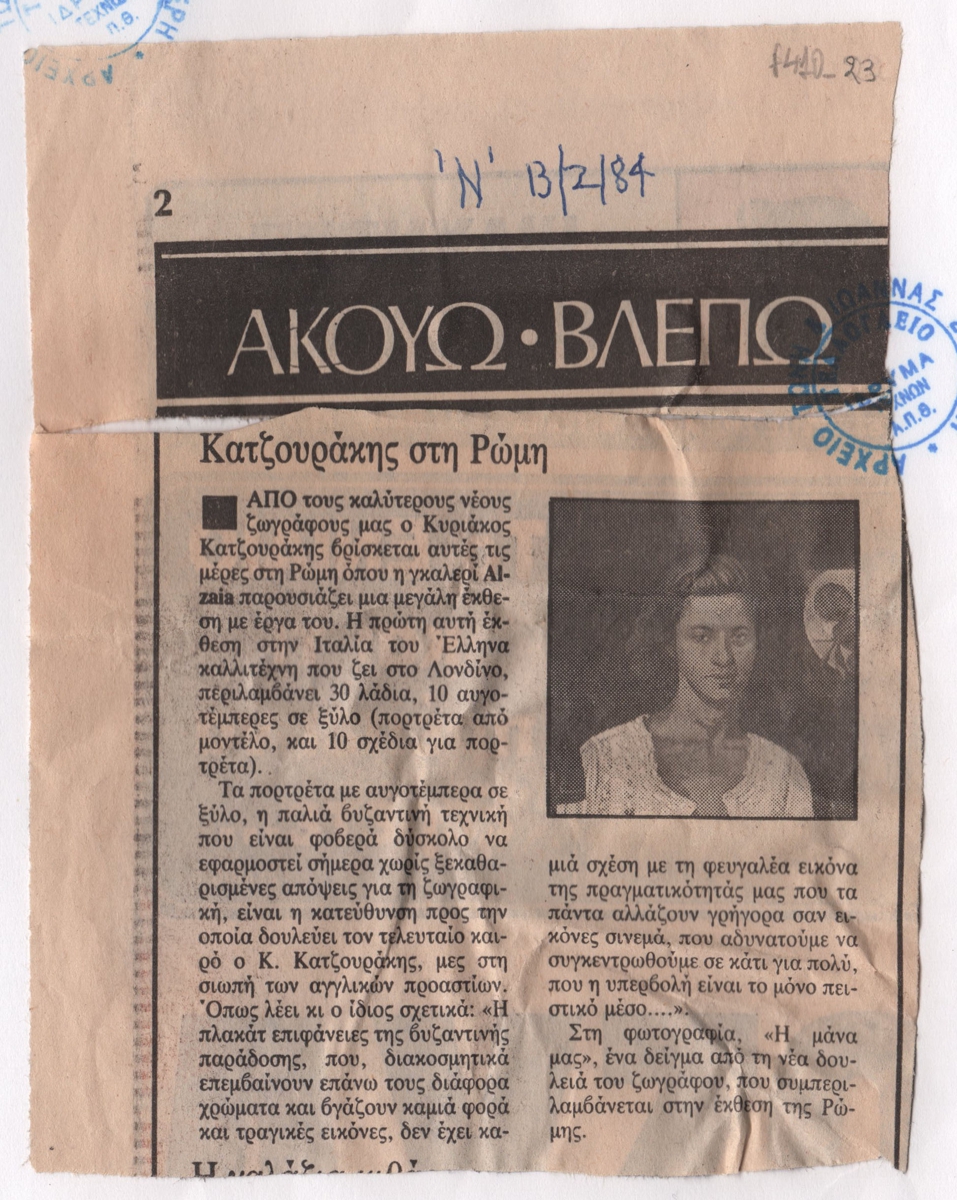 ΑΡΧΕΙΟ
ΤΕΧΝΩΝ
Π.Θ.
f410_23
'Ν' 13/2/84
2
ΑΚΟΥΩ·ΒΛΕΠΩ
ΑΡΧΕΙΟ ΙΩΑΝΝΑΣ
Α.Π.Θ.
Κατζουράκης στη Ρώμη
■ ΑΠΟ τους καλύτερους νέους
ζωγράφους μας ο Κυριάκος
Κατζουράκης βρίσκεται αυτές τις
μέρες στη Ρώμη όπου η γκαλερί Al-
zaia παρουσιάζει μια μεγάλη έκθε-
ση με έργα του. Η πρώτη αυτή έκ-
θεση στην Ιταλία του Έλληνα
καλλιτέχνη που ζει στο Λονδίνο,
περιλαμβάνει 30 λάδια, 10 αυγο-
τέμπερες σε ξύλο (πορτρέτα από
μοντέλο, και 10 σχέδια για πορ-
τρέτα).
Τα πορτρέτα με αυγοτέμπερα σε
ξύλο, η παλιά βυζαντινή τεχνική
που είναι φοβερά δύσκολο να
εφαρμοστεί σήμερα χωρίς ξεκαθα-
ρισμένες απόψεις για τη ζωγραφι-
κή, είναι η κατεύθυνση προς την
οποία δουλεύει τον τελευταίο και-
ρό ο Κ. Κατζουράκης, μες στη
σιωπή των αγγλικών προαστίων.
Όπως λέει κι ο ίδιος σχετικά: «Η
πλακάτ επιφάνειες της βυζαντινής
παράδοσης, που, διακοσμητικά
επεμβαίνουν επάνω τους διάφορα
χρώματα και βγάζουν καμιά φορά
και τραγικές εικόνες, δεν έχει κα-
μιά σχέση με τη φευγαλέα εικόνα
της πραγματικότητάς μας που τα
πάντα αλλάζουν γρήγορα σαν ει-
κόνες σινεμά, που αδυνατούμε να
συγκεντρωθούμε σε κάτι για πολύ,
που η υπερβολή είναι το μόνο πει-
στικό μέσο....».
Στη φωτογραφία, «Η μάνα
μας», ένα δείγμα από τη νέα δου-
λειά του ζωγράφου, που συμπερι-
λαμβάνεται στην έκθεση της Ρώ-
μης.